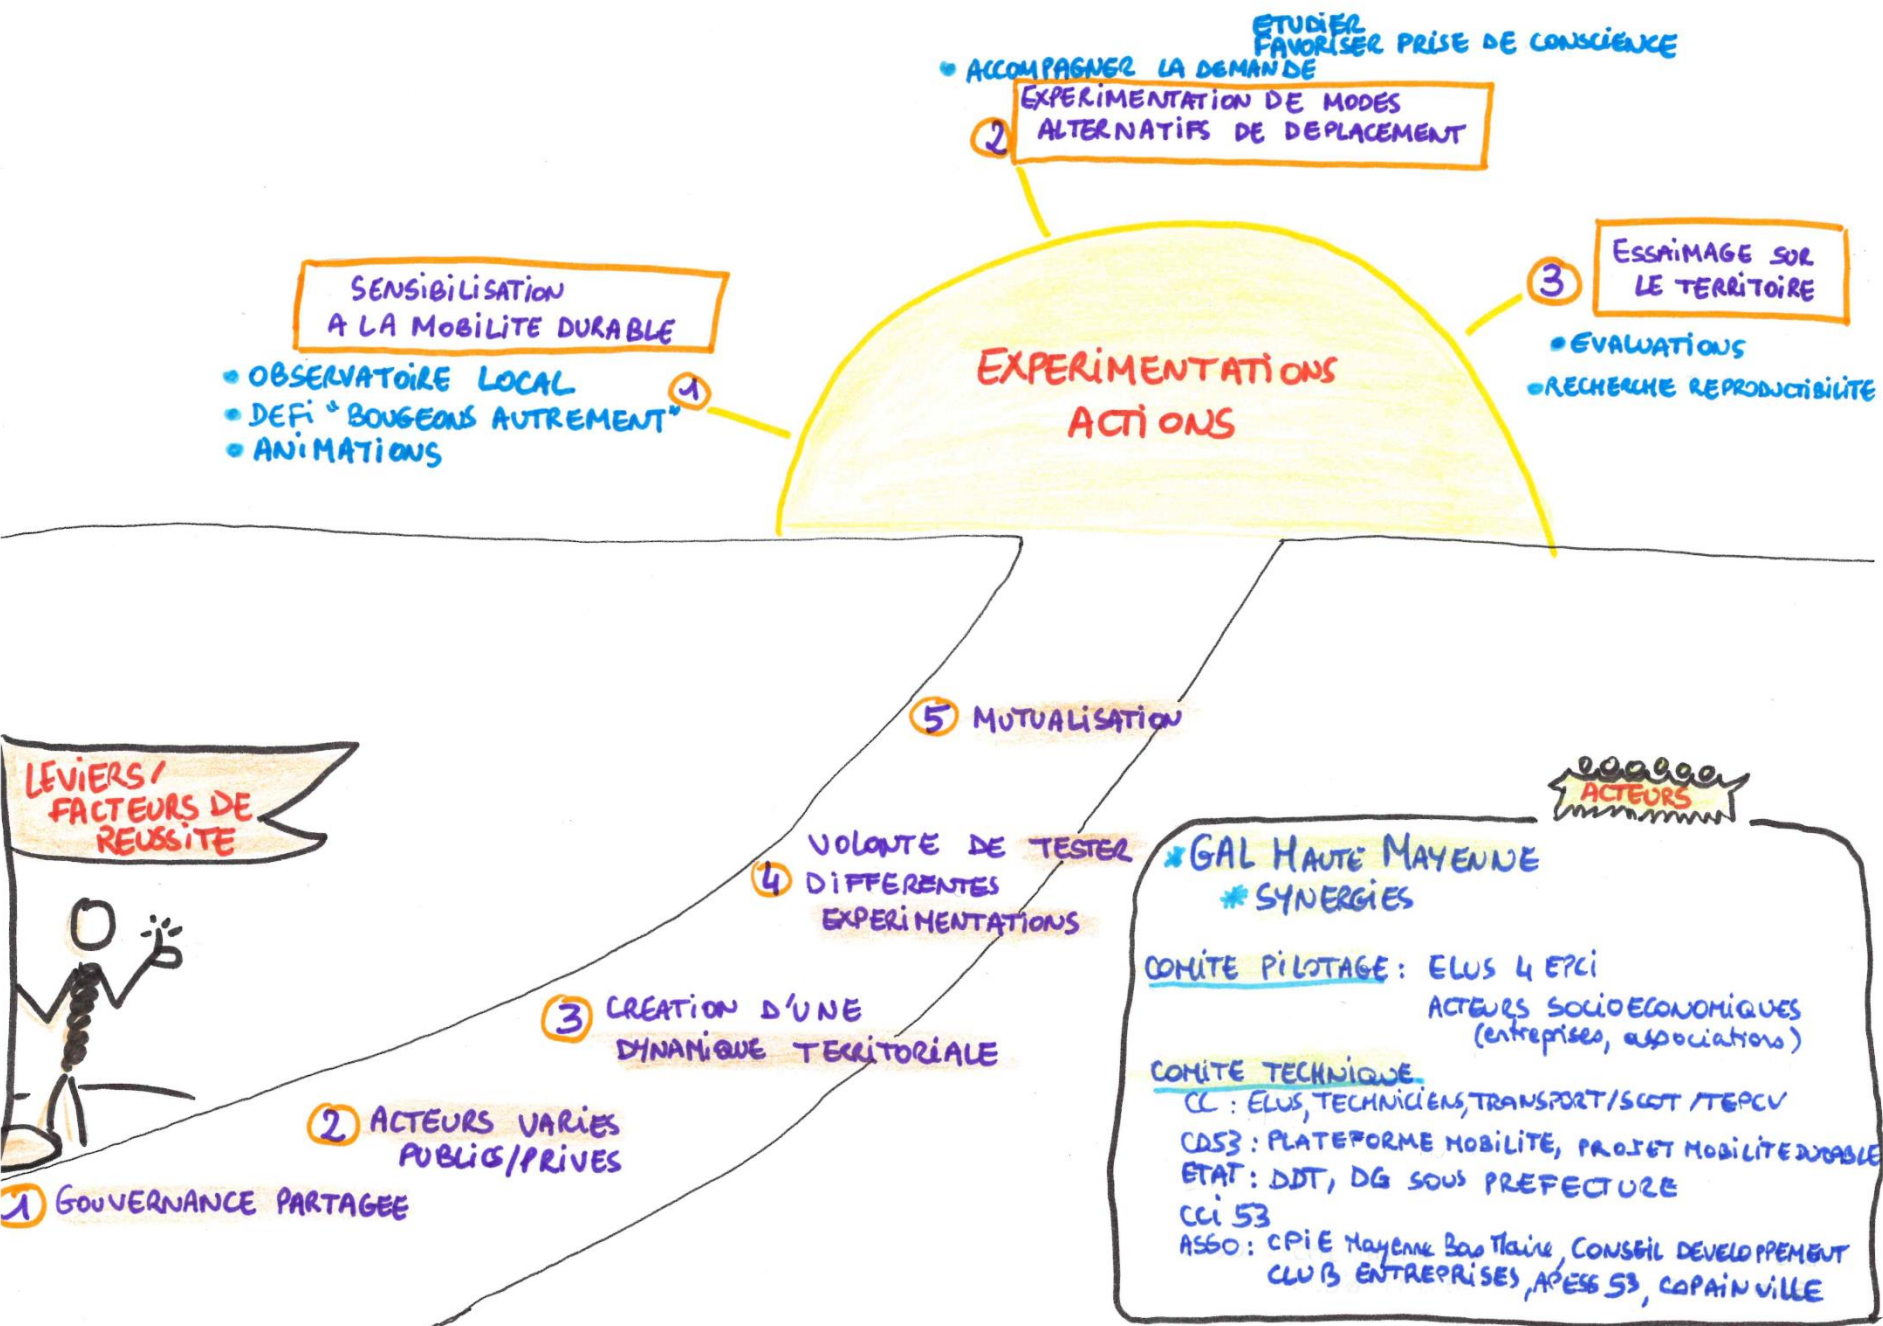 ETUDIER
FAVORISER PRISE DE CONSCIENCE
• ACCOMPAGNER LA DEMANDE
2 EXPERIMENTATION DE MODES
ALTERNATIFS DE DEPLACEMENT
SENSIBILISATION
A LA MOBILITE DURABLE
1
• OBSERVATOIRE LOCAL
• DEFI "BOUGEONS AUTREMENT"
• ANIMATIONS
EXPERIMENTATIONS
ACTIONS
3 ESSAIMAGE SUR
LE TERRITOIRE
• EVALUATIONS
• RECHERCHE REPRODUCTIBILITE
LEVIERS/
FACTEURS DE
REUSSITE
5 MUTUALISATION
4 VOLONTE DE TESTER
DIFFERENTES
EXPERIMENTATIONS
3 CREATION D'UNE
DYNAMIQUE TERRITORIALE
2 ACTEURS VARIES
PUBLICS/PRIVES
1 GOUVERNANCE PARTAGEE
ACTEURS
* GAL HAUTE MAYENNE
* SYNERGIES
COMITE PILOTAGE : ELUS 4 EPCI
ACTEURS SOCIOECONOMIQUES
(entreprises, associations)
COMITE TECHNIQUE
CC : ELUS, TECHNICIENS, TRANSPORT/SCOT/TEPCV
CD53 : PLATEFORME MOBILITE, PROJET MOBILITE DURABLE
ETAT : DDT, DG SOUS PREFECTURE
CCI 53
ASSO : CPIE Mayenne Bas Maine, CONSEIL DEVELOPPEMENT
CLUB ENTREPRISES, APESS 53, COPAINVILLE